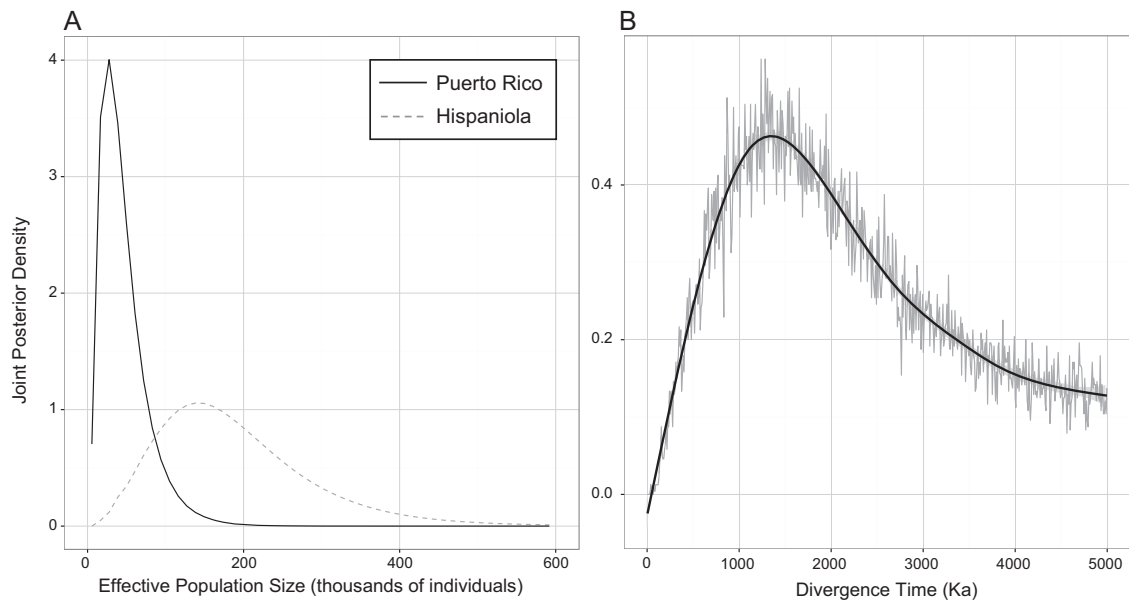 A
4
3
2
1
0
Joint Posterior Density
Puerto Rico
Hispaniola
0 200 400 600
Effective Population Size (thousands of individuals)
B
0.4
0.2
0.0
0 1000 2000 3000 4000 5000
Divergence Time (Ka)